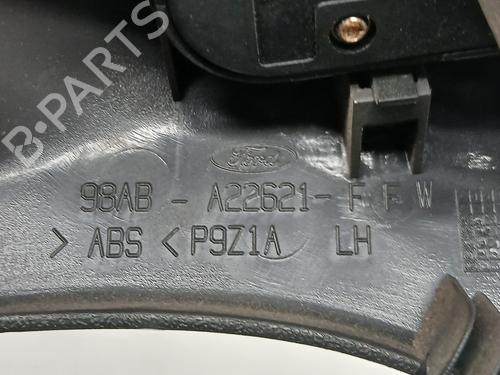 B-PARTS
Ford
98AB - A22621- F F W
> ABS < P9Z1A LH